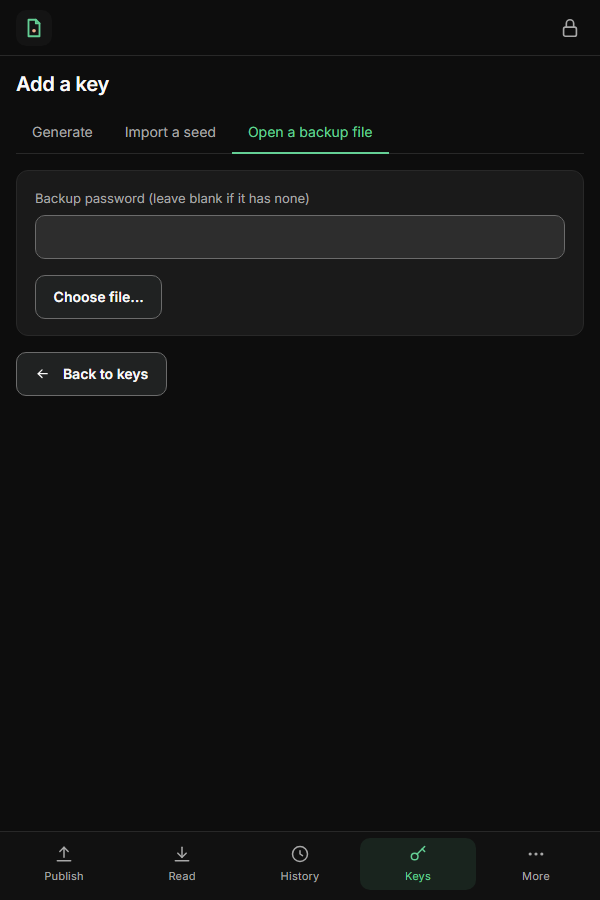 Add a key
Generate
Import a seed
Open a backup file
Backup password (leave blank if it has none)
Choose file...
← Back to keys
Publish
Read
History
Keys
More